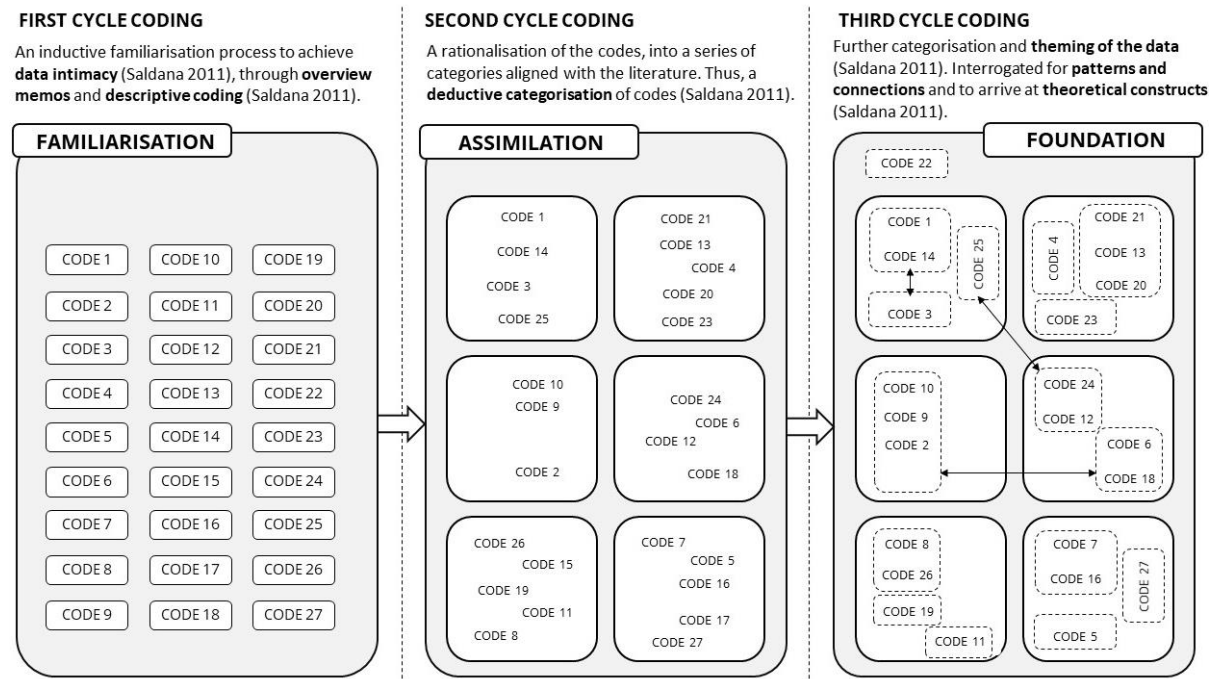 FIRST CYCLE CODING
An inductive familiarisation process to achieve
data intimacy (Saldana 2011), through overview
memos and descriptive coding (Saldana 2011).
FAMILIARISATION
CODE 1 CODE 10 CODE 19
CODE 2 CODE 11 CODE 20
CODE 3 CODE 12 CODE 21
CODE 4 CODE 13 CODE 22
CODE 5 CODE 14 CODE 23
CODE 6 CODE 15 CODE 24
CODE 7 CODE 16 CODE 25
CODE 8 CODE 17 CODE 26
CODE 9 CODE 18 CODE 27
SECOND CYCLE CODING
A rationalisation of the codes, into a series of
categories aligned with the literature. Thus, a
deductive categorisation of codes (Saldana 2011).
ASSIMILATION
CODE 1
CODE 14
CODE 3
CODE 25
CODE 21
CODE 13
CODE 4
CODE 20
CODE 23
CODE 10
CODE 9
CODE 2
CODE 24
CODE 6
CODE 12
CODE 18
CODE 26
CODE 15
CODE 19
CODE 11
CODE 8
CODE 7
CODE 5
CODE 16
CODE 17
CODE 27
THIRD CYCLE CODING
Further categorisation and theming of the data
(Saldana 2011). Interrogated for patterns and
connections and to arrive at theoretical constructs
(Saldana 2011).
FOUNDATION
CODE 22
CODE 1
CODE 14
CODE 25
CODE 3
CODE 21
CODE 4
CODE 13
CODE 20
CODE 23
CODE 10
CODE 9
CODE 2
CODE 24
CODE 12
CODE 6
CODE 18
CODE 8
CODE 26
CODE 19
CODE 11
CODE 7
CODE 16
CODE 27
CODE 5